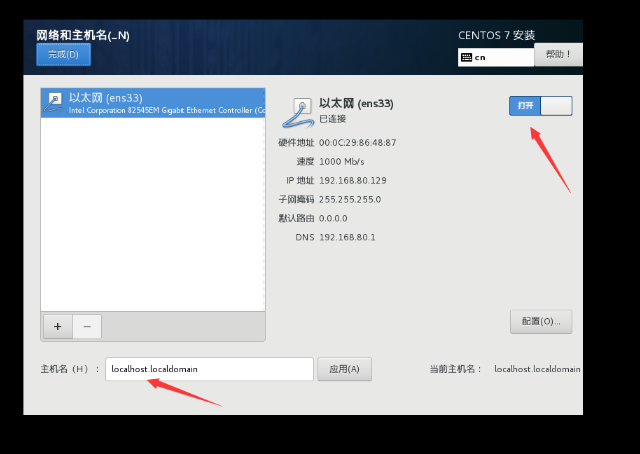 网络和主机名(_N)
CENTOS 7 安装
完成(D)
cn
帮助！
以太网 (ens33)
Intel Corporation 82545EM Gigabit Ethernet Controller (Co
以太网 (ens33)
已连接
打开
硬件地址 00:0C:29:86:48:87
速度 1000 Mb/s
IP 地址 192.168.80.129
子网掩码 255.255.255.0
默认路由 0.0.0.0
DNS 192.168.80.1
+ −
配置(O)...
主机名（H）： localhost.localdomain 应用(A) 当前主机名： localhost.localdomain